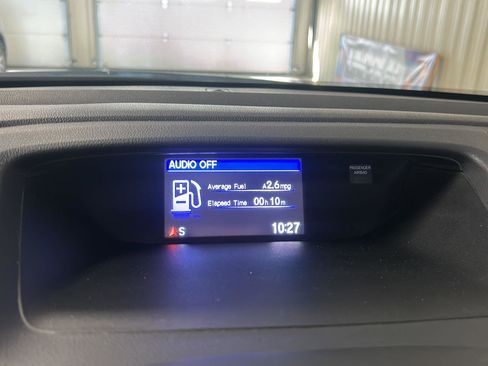 AUDIO OFF
PASSENGER
AIRBAG
Average Fuel A2.6mpg
Elapsed Time 00h10m
S 10:27